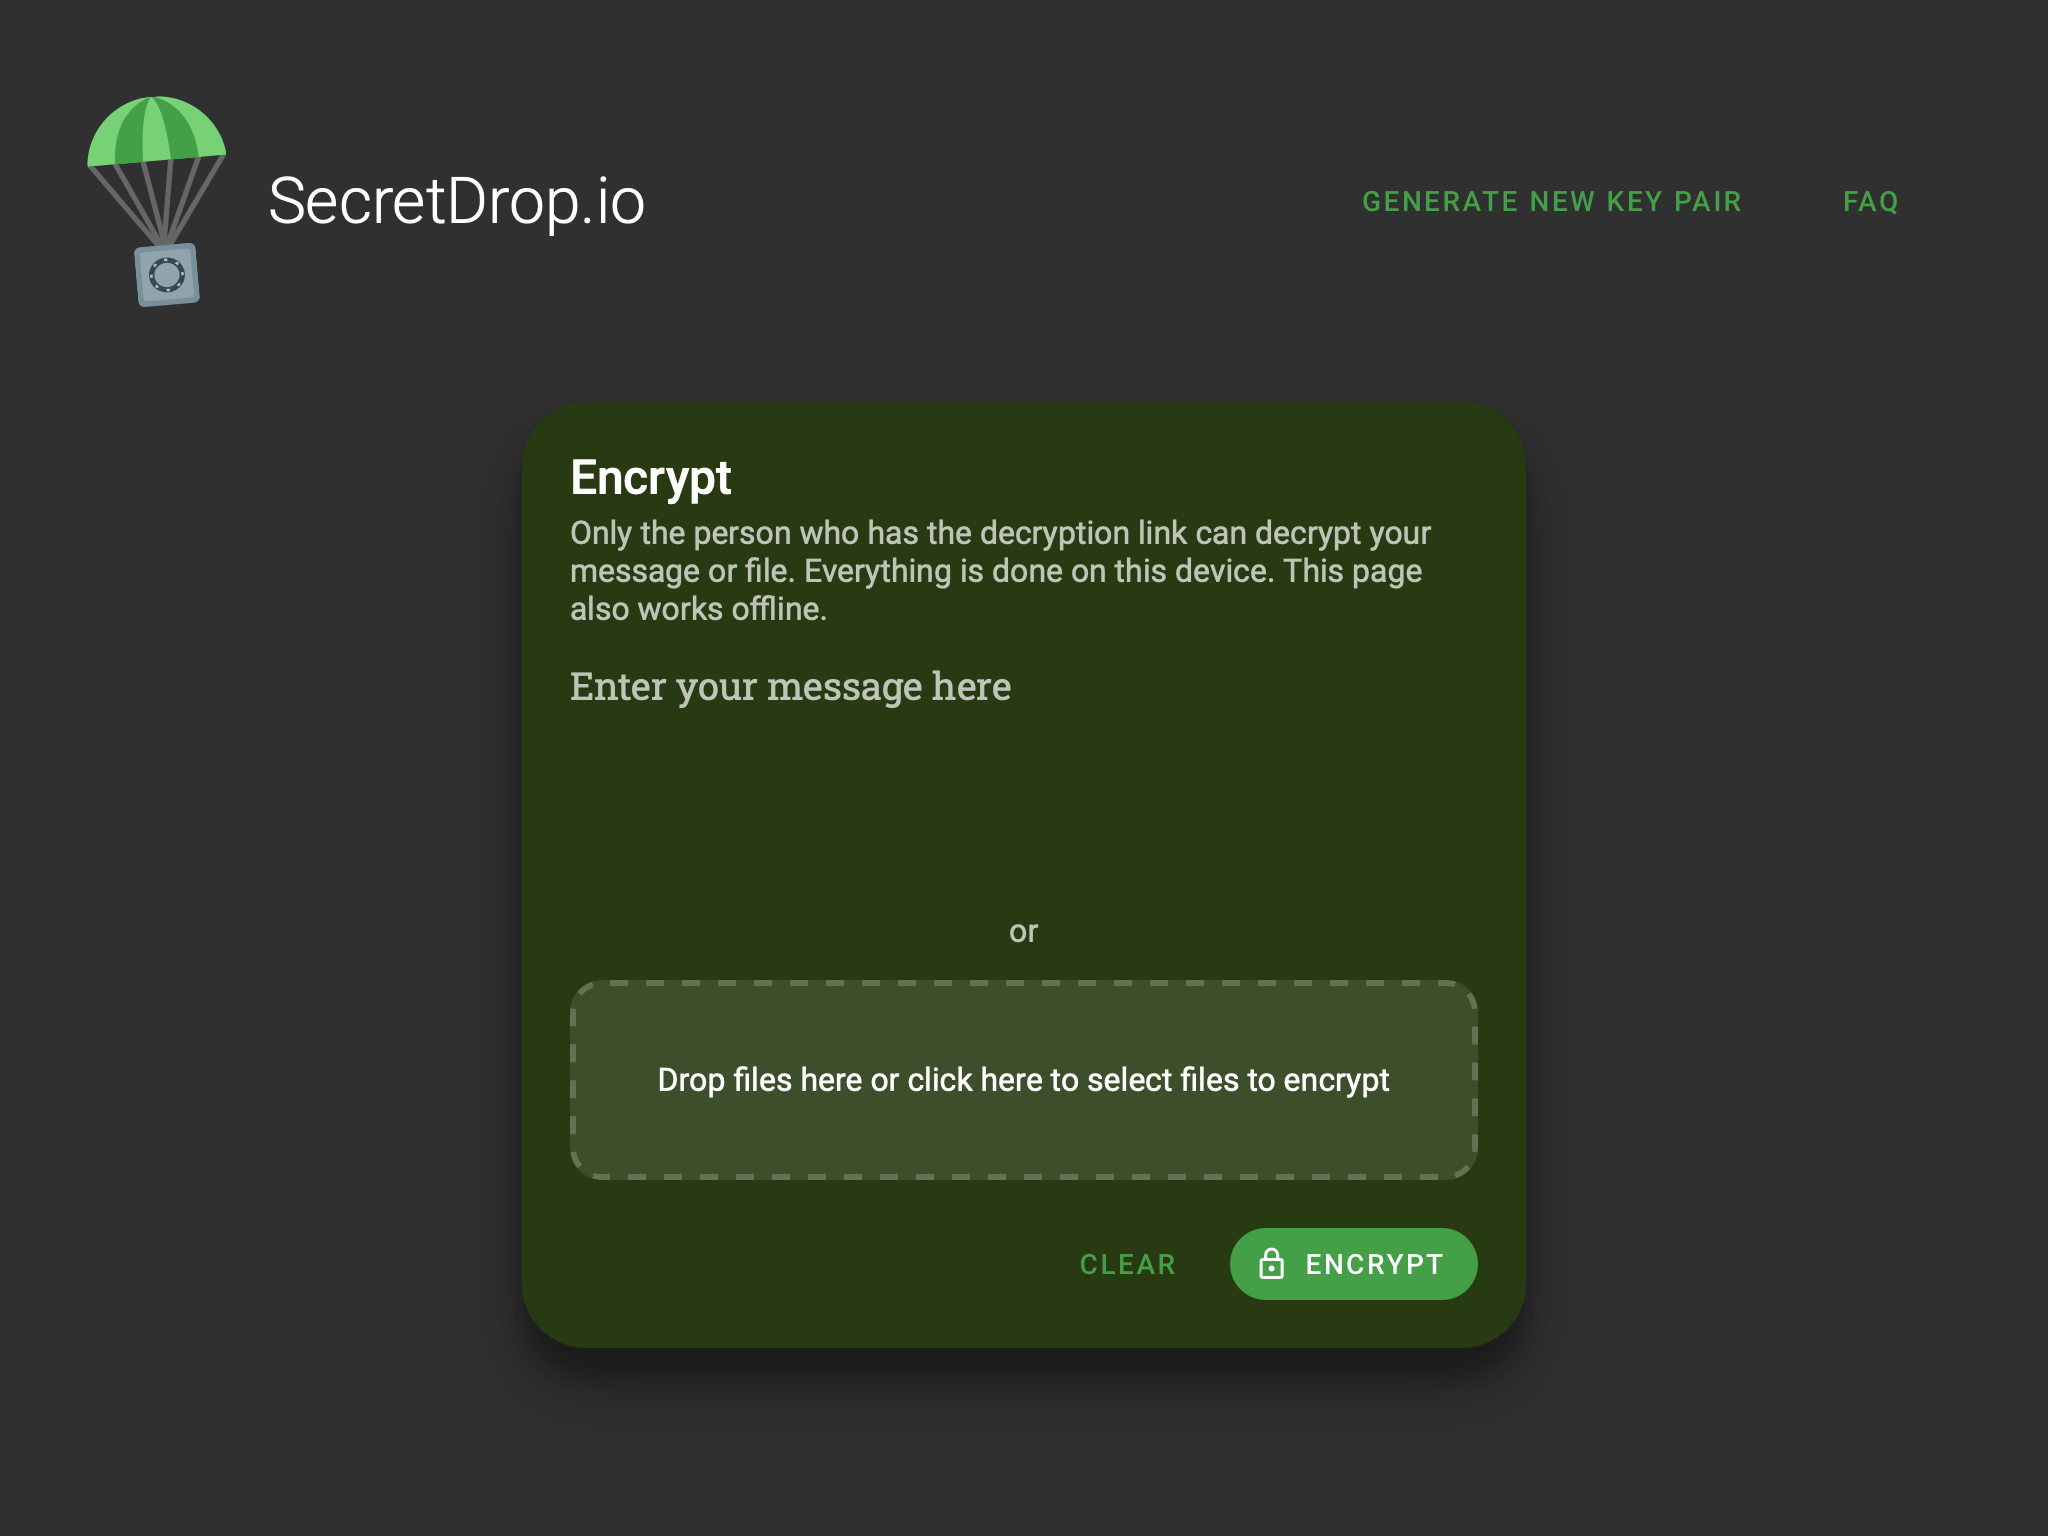 SecretDrop.io
GENERATE NEW KEY PAIR
FAQ
Encrypt
Only the person who has the decryption link can decrypt your
message or file. Everything is done on this device. This page
also works offline.
Enter your message here
or
Drop files here or click here to select files to encrypt
CLEAR
ENCRYPT